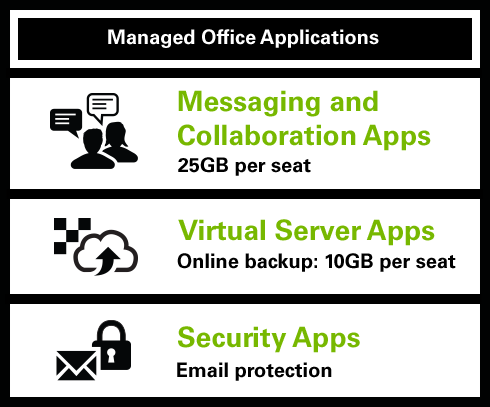 Managed Office Applications
Messaging and
Collaboration Apps
25GB per seat
Virtual Server Apps
Online backup: 10GB per seat
Security Apps
Email protection